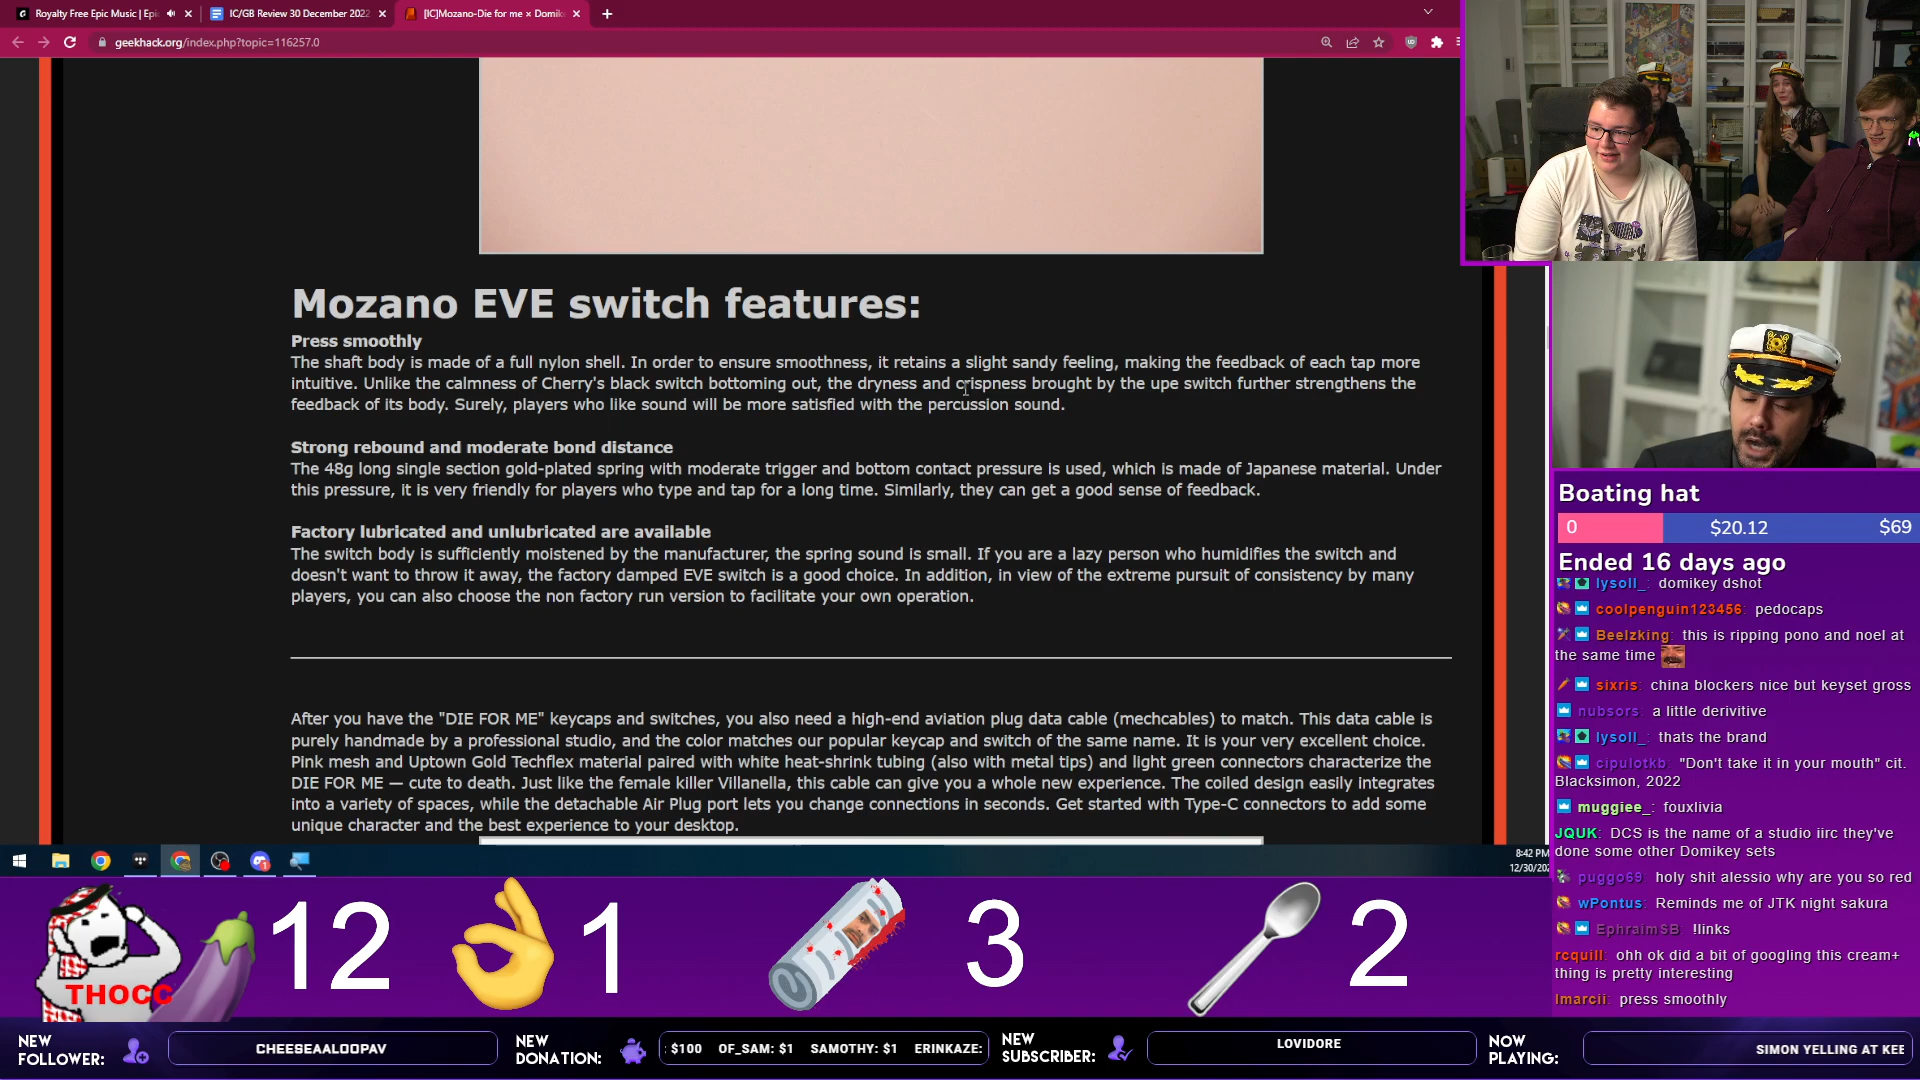 Royalty Free Epic Music | Epi
IC/GB Review 30 December 2022
[IC]Mozano-Die for me × Domik
geekhack.org/index.php?topic=116257.0
Mozano EVE switch features:
Press smoothly
The shaft body is made of a full nylon shell. In order to ensure smoothness, it retains a slight sandy feeling, making the feedback of each tap more
intuitive. Unlike the calmness of Cherry's black switch bottoming out, the dryness and crispness brought by the upe switch further strengthens the
feedback of its body. Surely, players who like sound will be more satisfied with the percussion sound.
Strong rebound and moderate bond distance
The 48g long single section gold-plated spring with moderate trigger and bottom contact pressure is used, which is made of Japanese material. Under
this pressure, it is very friendly for players who type and tap for a long time. Similarly, they can get a good sense of feedback.
Factory lubricated and unlubricated are available
The switch body is sufficiently moistened by the manufacturer, the spring sound is small. If you are a lazy person who humidifies the switch and
doesn't want to throw it away, the factory damped EVE switch is a good choice. In addition, in view of the extreme pursuit of consistency by many
players, you can also choose the non factory run version to facilitate your own operation.
After you have the "DIE FOR ME" keycaps and switches, you also need a high-end aviation plug data cable (mechcables) to match. This data cable is
purely handmade by a professional studio, and the color matches our popular keycap and switch of the same name. It is your very excellent choice.
Pink mesh and Uptown Gold Techflex material paired with white heat-shrink tubing (also with metal tips) and light green connectors characterize the
DIE FOR ME — cute to death. Just like the female killer Villanella, this cable can give you a whole new experience. The coiled design easily integrates
into a variety of spaces, while the detachable Air Plug port lets you change connections in seconds. Get started with Type-C connectors to add some
unique character and the best experience to your desktop.
8:42 PM
12/30/202
Boating hat
0 $20.12 $69
Ended 16 days ago
lysoll_: domikey dshot
coolpenguin123456: pedocaps
Beelzking: this is ripping pono and noel at
the same time
sixris: china blockers nice but keyset gross
nubsors: a little derivitive
lysoll_: thats the brand
cipulotkb: "Don't take it in your mouth" cit.
Blacksimon, 2022
muggiee_: fouxlivia
JQUK: DCS is the name of a studio iirc they've
done some other Domikey sets
puggo69: holy shit alessio why are you so red
wPontus: Reminds me of JTK night sakura
EphraimSB: !links
rcquill: ohh ok did a bit of googling this cream+
thing is pretty interesting
lmarcii: press smoothly
THOCC 12 1 3 2
NEW
FOLLOWER:
CHEESEAALOOPAV
NEW
DONATION:
: $100 OF_SAM: $1 SAMOTHY: $1 ERINKAZE:
NEW
SUBSCRIBER:
LOVIDORE
NOW
PLAYING:
SIMON YELLING AT KEE